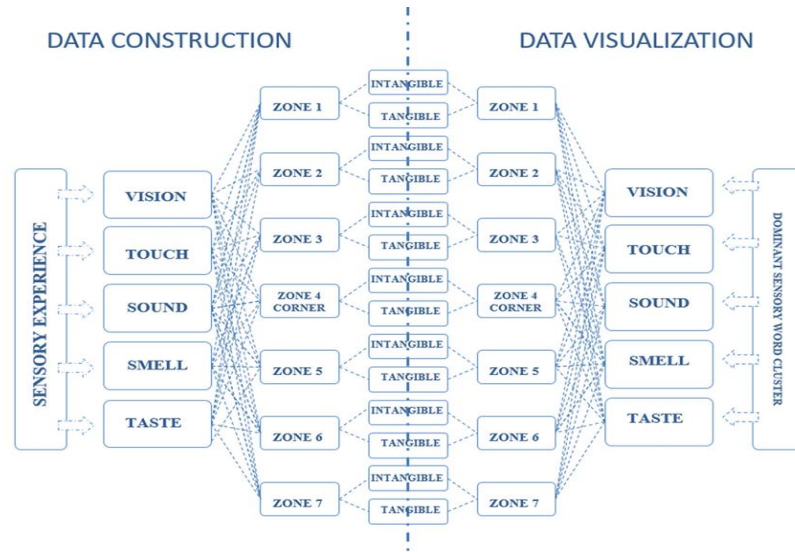 DATA CONSTRUCTION
DATA VISUALIZATION
SENSORY EXPERIENCE
VISION
TOUCH
SOUND
SMELL
TASTE
ZONE 1
ZONE 2
ZONE 3
ZONE 4
CORNER
ZONE 5
ZONE 6
ZONE 7
INTANGIBLE
TANGIBLE
INTANGIBLE
TANGIBLE
INTANGIBLE
TANGIBLE
INTANGIBLE
TANGIBLE
INTANGIBLE
TANGIBLE
INTANGIBLE
TANGIBLE
INTANGIBLE
TANGIBLE
ZONE 1
ZONE 2
ZONE 3
ZONE 4
CORNER
ZONE 5
ZONE 6
ZONE 7
VISION
TOUCH
SOUND
SMELL
TASTE
DOMINANT SENSORY WORD CLUSTER